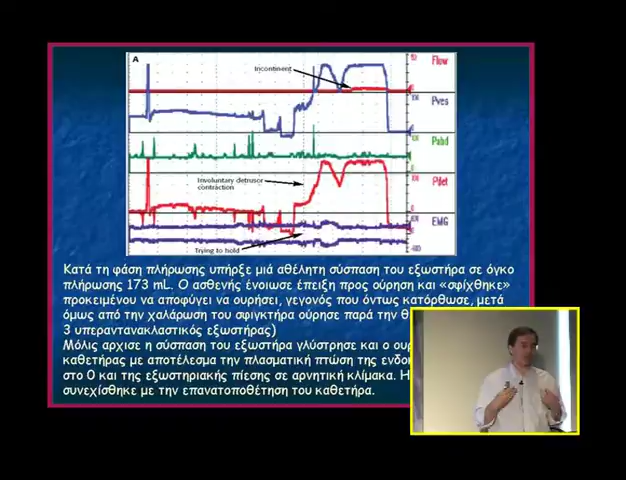 A
Incontinent
Flow
Pves
Pabd
Involuntary detrusor
contraction
Pdet
EMG
Trying to hold
Κατά τη φάση πλήρωσης υπήρξε μιά αθέλητη σύσπαση του εξωστήρα σε όγκο
πλήρωσης 173 mL. Ο ασθενής ένοιωσε έπειξη προς ούρηση και «σφίχθηκε»
προκειμένου να αποφύγει να ουρήσει, γεγονός που όντως κατόρθωσε, μετά
όμως από την χαλάρωση του σφιγκτήρα ούρησε παρά την
3 υπεραντανακλαστικός εξωστήρας)
Μόλις αρχισε η σύσπαση του εξωστήρα γλύστρησε και ο
καθετήρας με αποτέλεσμα την πλασματική πτώση της
στο 0 και της εξωστηριακής πίεσης σε αρνητική κλίμακα.
συνεχίσθηκε με την επανατοποθέτηση του καθετήρα.